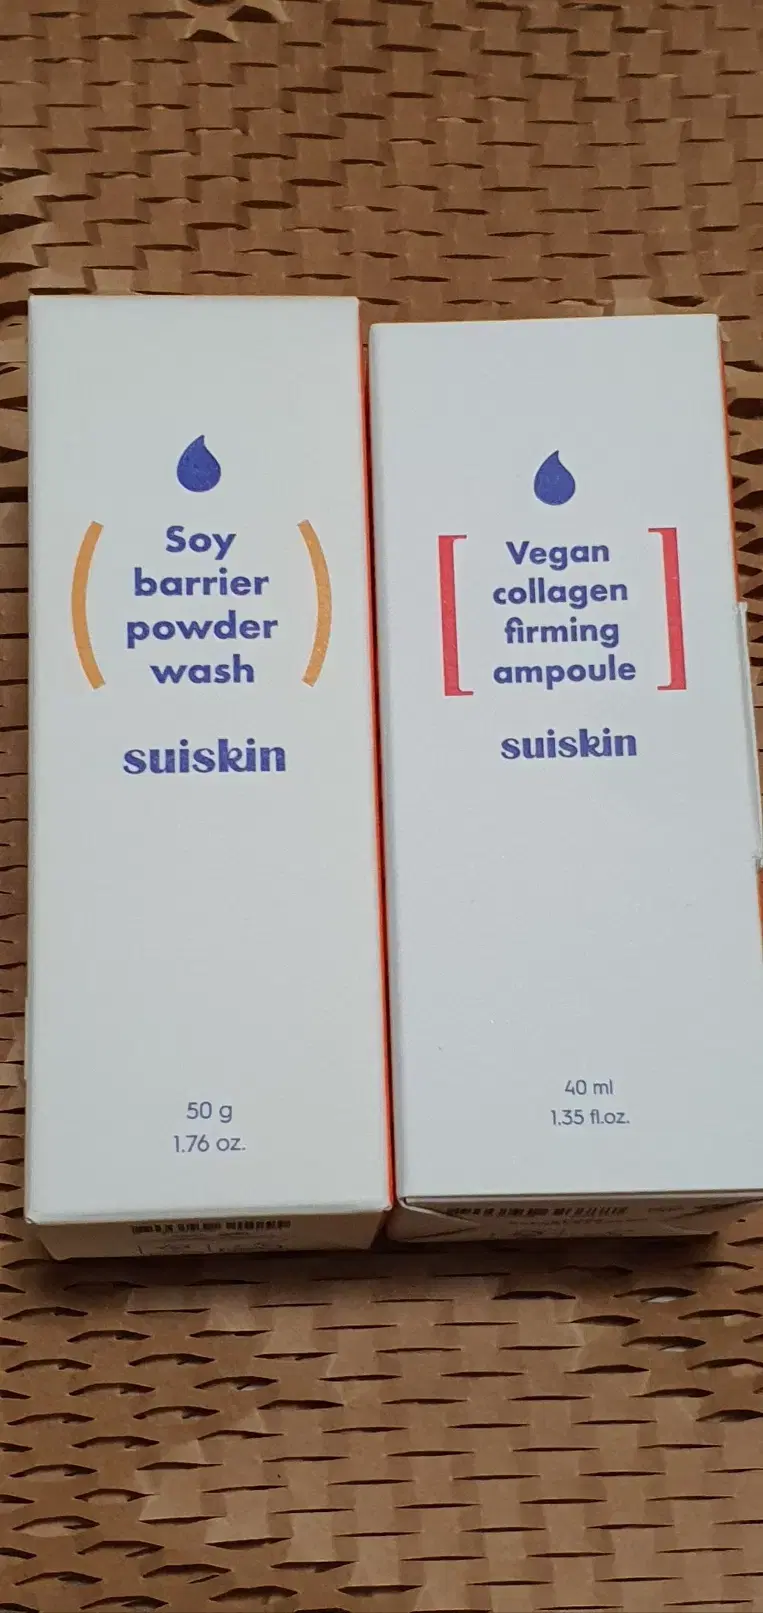 Soy
barrier
powder
wash
suiskin
50 g
1.76 oz.
Vegan
collagen
firming
ampoule
suiskin
40 ml
1.35 fl.oz.